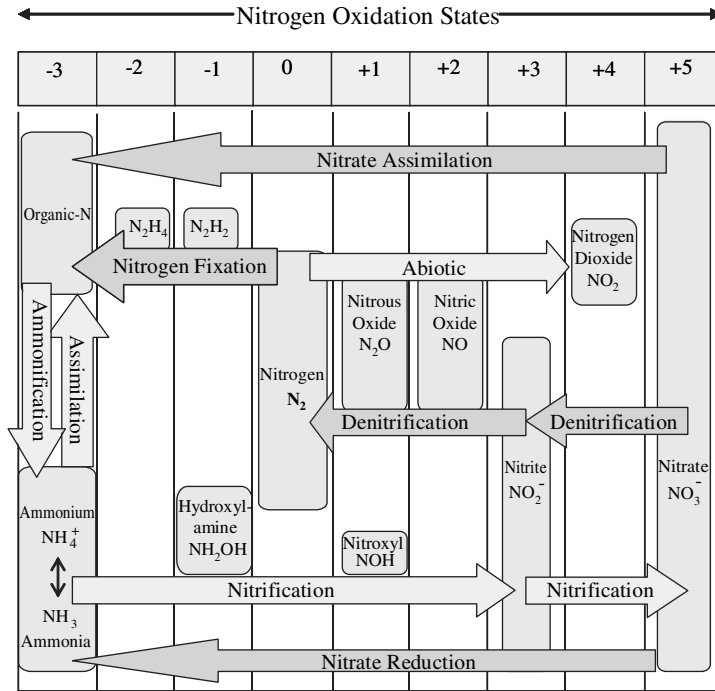 Nitrogen Oxidation States
-3 -2 -1 0 +1 +2 +3 +4 +5
Nitrate Assimilation
Organic-N
N₂H₄
N₂H₂
Nitrogen
Dioxide
NO₂
Nitrogen Fixation
Abiotic
Ammonification
Assimilation
Nitrous
Oxide
N₂O
Nitric
Oxide
NO
Nitrogen
N₂
Denitrification
Denitrification
Nitrite
NO₂⁻
Nitrate
NO₃⁻
Ammonium
NH₄⁺
NH₃
Ammonia
Hydroxyl-
amine
NH₂OH
Nitroxyl
NOH
Nitrification
Nitrification
Nitrate Reduction